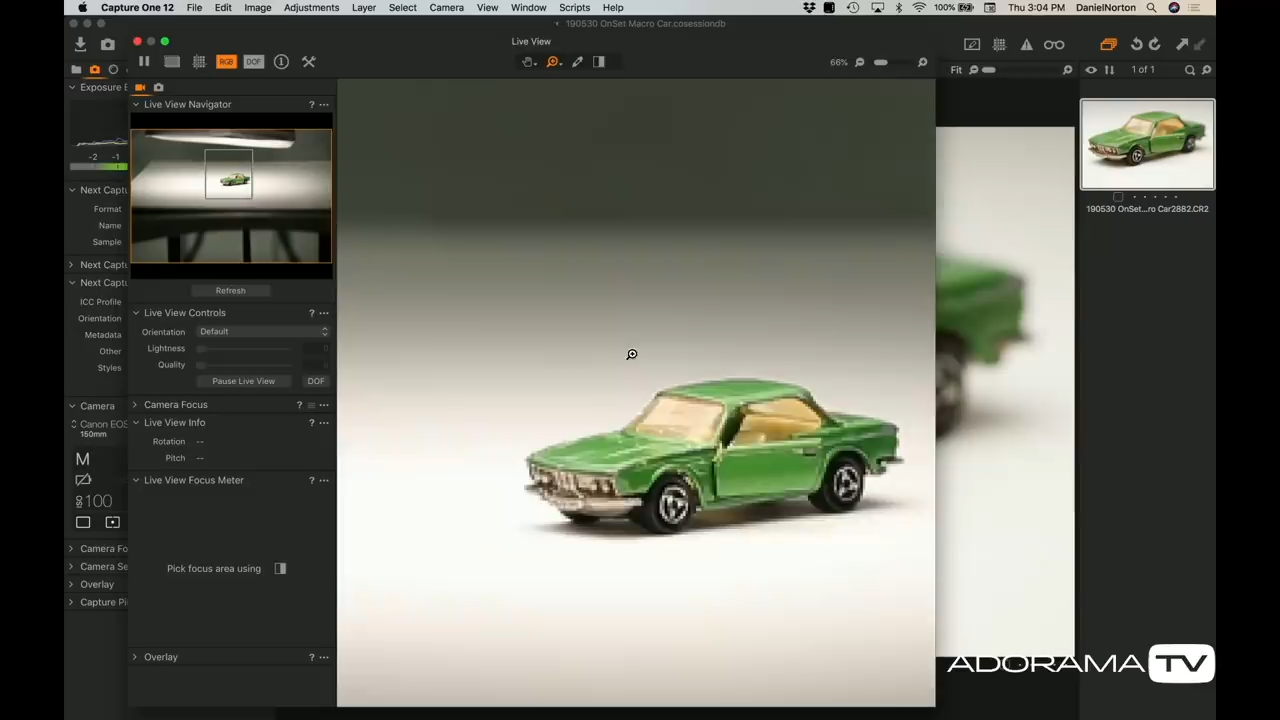 Capture One 12 File Edit Image Adjustments Layer Select Camera View Window Scripts Help 100% Thu 3:04 PM DanielNorton
190530 OnSet Macro Car.cosessiondb
Live View
RGB DOF
66%
Fit
1 of 1
Exposure E
-2 -1
Next Captu
Format
Name
Sample
Next Captu
Next Captu
ICC Profile
Orientation
Metadata
Other
Styles
Camera
Canon EOS
150mm
M
100
Camera Fo
Camera Se
Overlay
Capture Pil
Live View Navigator ? ...
Refresh
Live View Controls ? ...
Orientation Default
Lightness 0
Quality 0
Pause Live View DOF
Camera Focus ? ...
Live View Info ? ...
Rotation --
Pitch --
Live View Focus Meter ? ...
Pick focus area using
Overlay ? ...
190530 OnSet...ro Car2882.CR2
ADORAMA TV